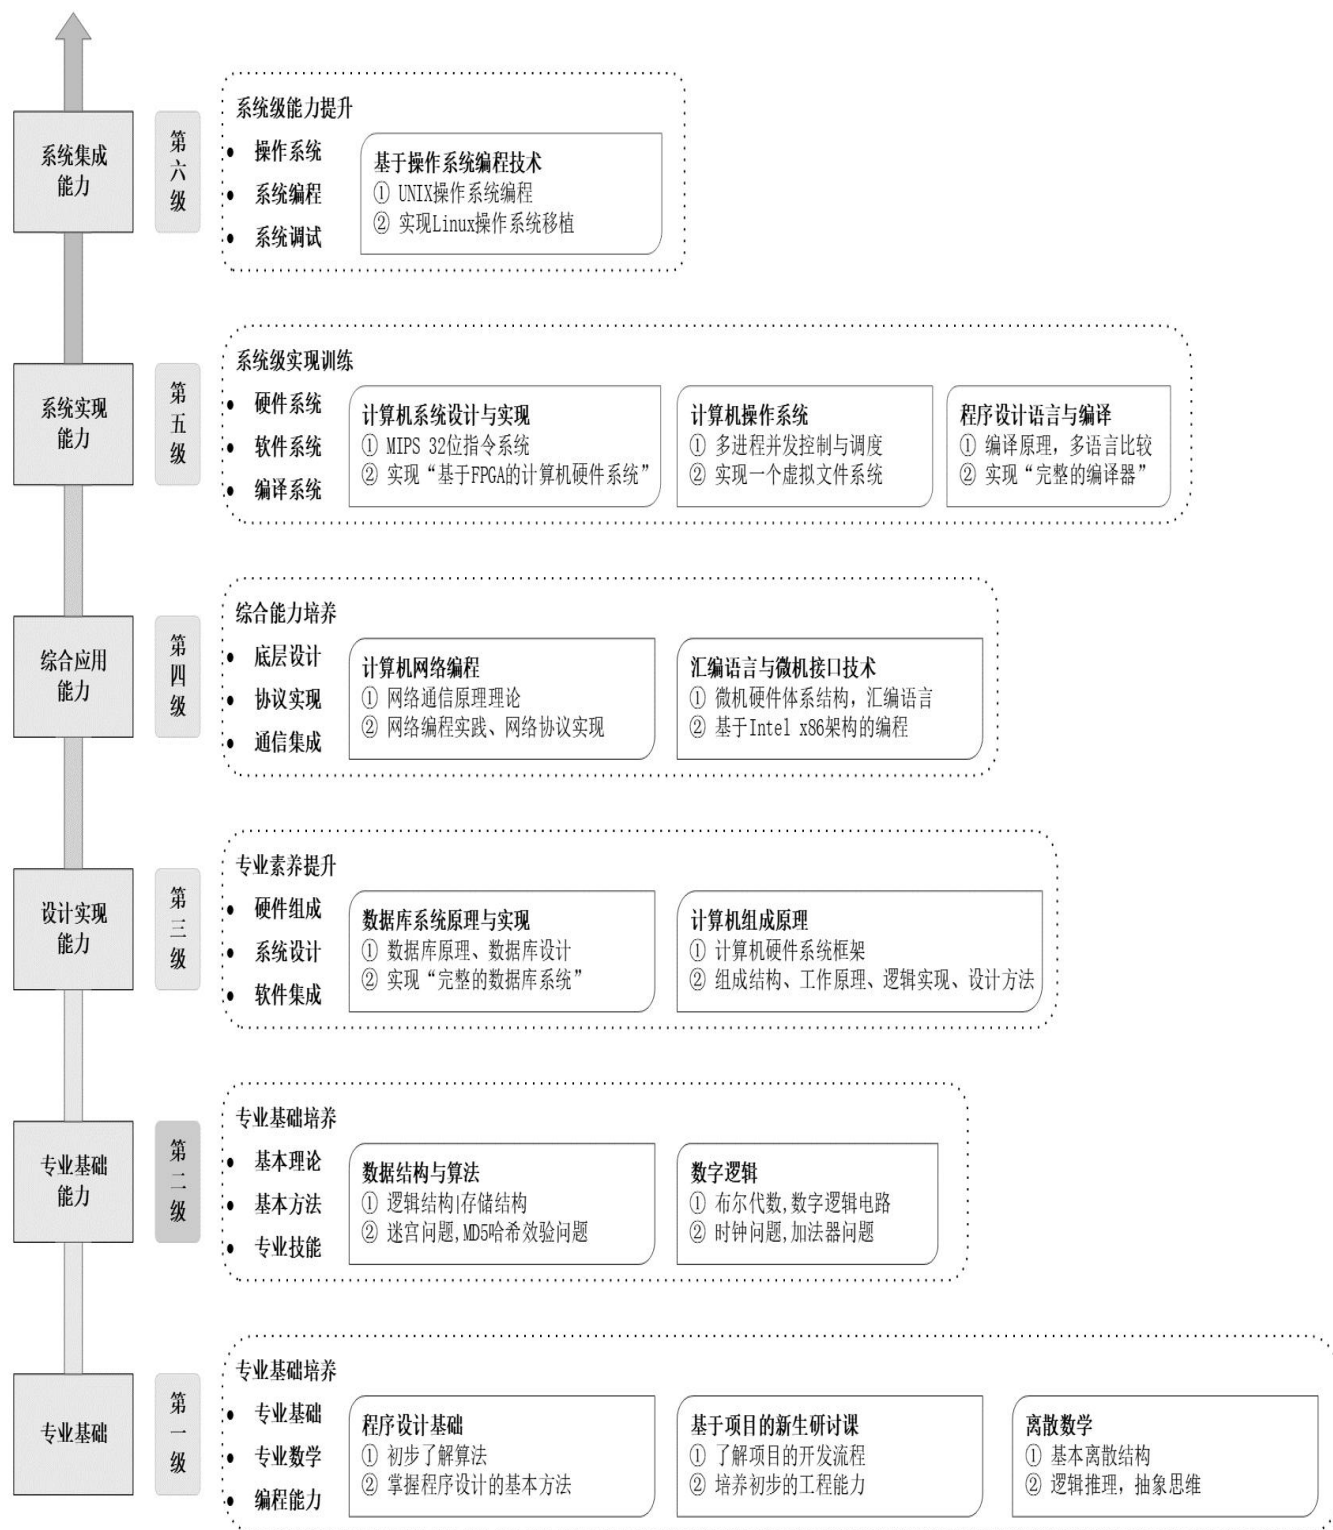 系统集成
能力
第六级
系统级能力提升
• 操作系统
• 系统编程
• 系统调试
基于操作系统编程技术
① UNIX操作系统编程
② 实现Linux操作系统移植
系统实现
能力
第五级
系统级实现训练
• 硬件系统
• 软件系统
• 编译系统
计算机系统设计与实现
① MIPS 32位指令系统
② 实现“基于FPGA的计算机硬件系统”
计算机操作系统
① 多进程并发控制与调度
② 实现一个虚拟文件系统
程序设计语言与编译
① 编译原理，多语言比较
② 实现“完整的编译器”
综合应用
能力
第四级
综合能力培养
• 底层设计
• 协议实现
• 通信集成
计算机网络编程
① 网络通信原理理论
② 网络编程实践、网络协议实现
汇编语言与微机接口技术
① 微机硬件体系结构，汇编语言
② 基于Intel x86架构的编程
设计实现
能力
第三级
专业素养提升
• 硬件组成
• 系统设计
• 软件集成
数据库系统原理与实现
① 数据库原理、数据库设计
② 实现“完整的数据库系统”
计算机组成原理
① 计算机硬件系统框架
② 组成结构、工作原理、逻辑实现、设计方法
专业基础
能力
第二级
专业基础培养
• 基本理论
• 基本方法
• 专业技能
数据结构与算法
① 逻辑结构|存储结构
② 迷宫问题,MD5哈希效验问题
数字逻辑
① 布尔代数,数字逻辑电路
② 时钟问题,加法器问题
专业基础
第一级
专业基础培养
• 专业基础
• 专业数学
• 编程能力
程序设计基础
① 初步了解算法
② 掌握程序设计的基本方法
基于项目的新生研讨课
① 了解项目的开发流程
② 培养初步的工程能力
离散数学
① 基本离散结构
② 逻辑推理，抽象思维